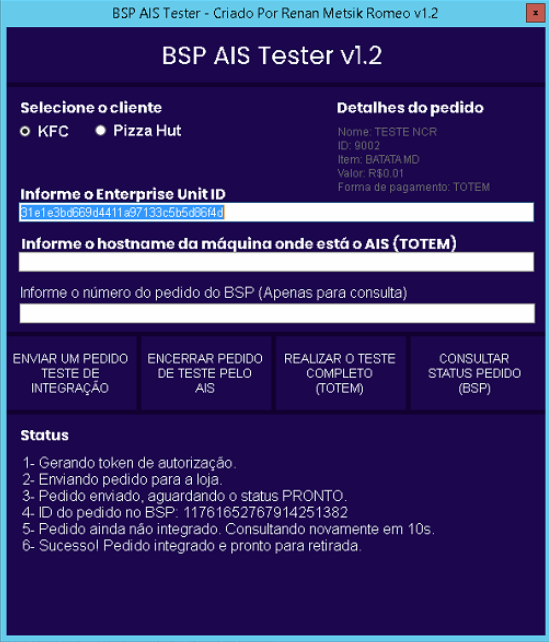 BSP AIS Tester - Criado Por Renan Metsik Romeo v1.2
x
BSP AIS Tester v1.2
Selecione o cliente
KFC
Pizza Hut
Detalhes do pedido
Nome: TESTE NCR
ID: 9002
Item: BATATA MD
Valor: R$0.01
Forma de pagamento: TOTEM
Informe o Enterprise Unit ID
31e1e3bd669d4411a97133c5b5d86f4d
Informe o hostname da máquina onde está o AIS (TOTEM)
Informe o número do pedido do BSP (Apenas para consulta)
ENVIAR UM PEDIDO
TESTE DE
INTEGRAÇÃO
ENCERRAR PEDIDO
DE TESTE PELO
AIS
REALIZAR O TESTE
COMPLETO
(TOTEM)
CONSULTAR
STATUS PEDIDO
(BSP)
Status
1- Gerando token de autorização.
2- Enviando pedido para a loja.
3- Pedido enviado, aguardando o status PRONTO.
4- ID do pedido no BSP: 11761652767914251382
5- Pedido ainda não integrado. Consultando novamente em 10s.
6- Sucesso! Pedido integrado e pronto para retirada.